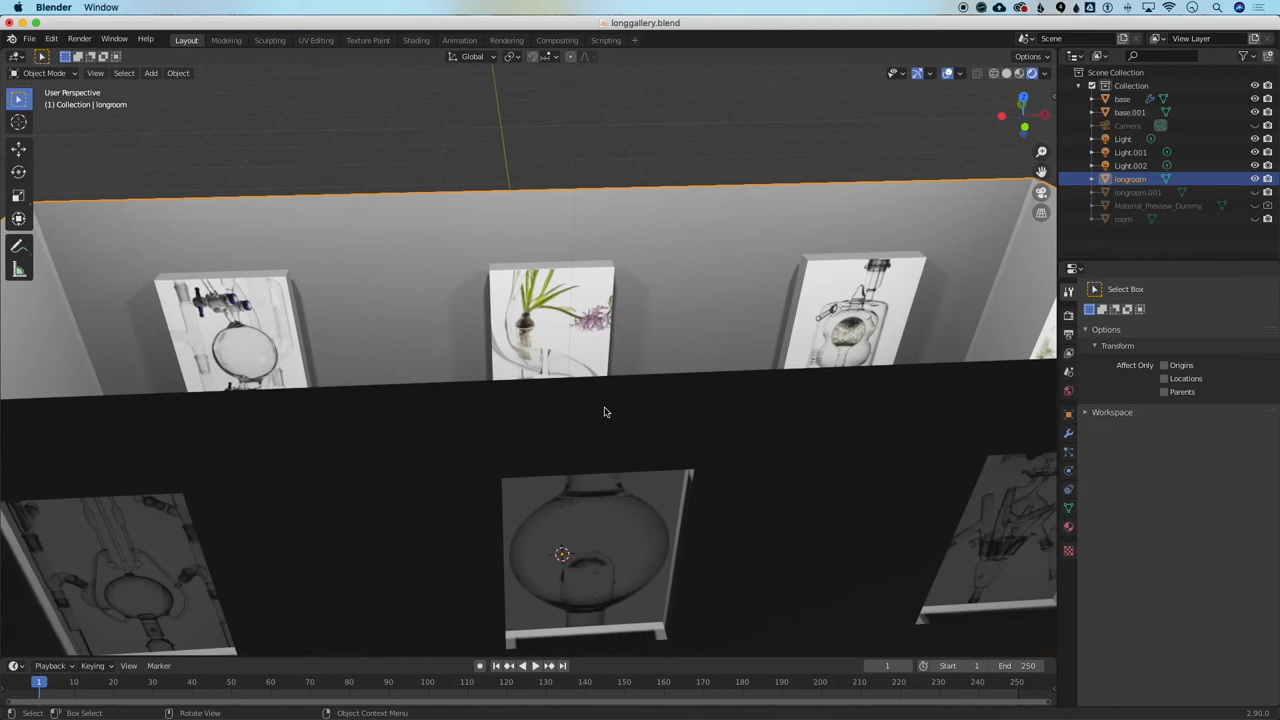 Blender Window
longgallery.blend
File Edit Render Window Help Layout Modeling Sculpting UV Editing Texture Paint Shading Animation Rendering Compositing Scripting + Scene View Layer
Global Options
Object Mode View Select Add Object
User Perspective
(1) Collection | longroom
Scene Collection
Collection
base
base.001
Camera
Light
Light.001
Light.002
longroom
longroom.001
Material_Preview_Dummy
room
Select Box
Options
Transform
Affect Only Origins
Locations
Parents
Workspace
Playback Keying View Marker 1 Start 1 End 250
1 10 20 30 40 50 60 70 80 90 100 110 120 130 140 150 160 170 180 190 200 210 220 230 240 250
Select Box Select Rotate View Object Context Menu 2.90.0